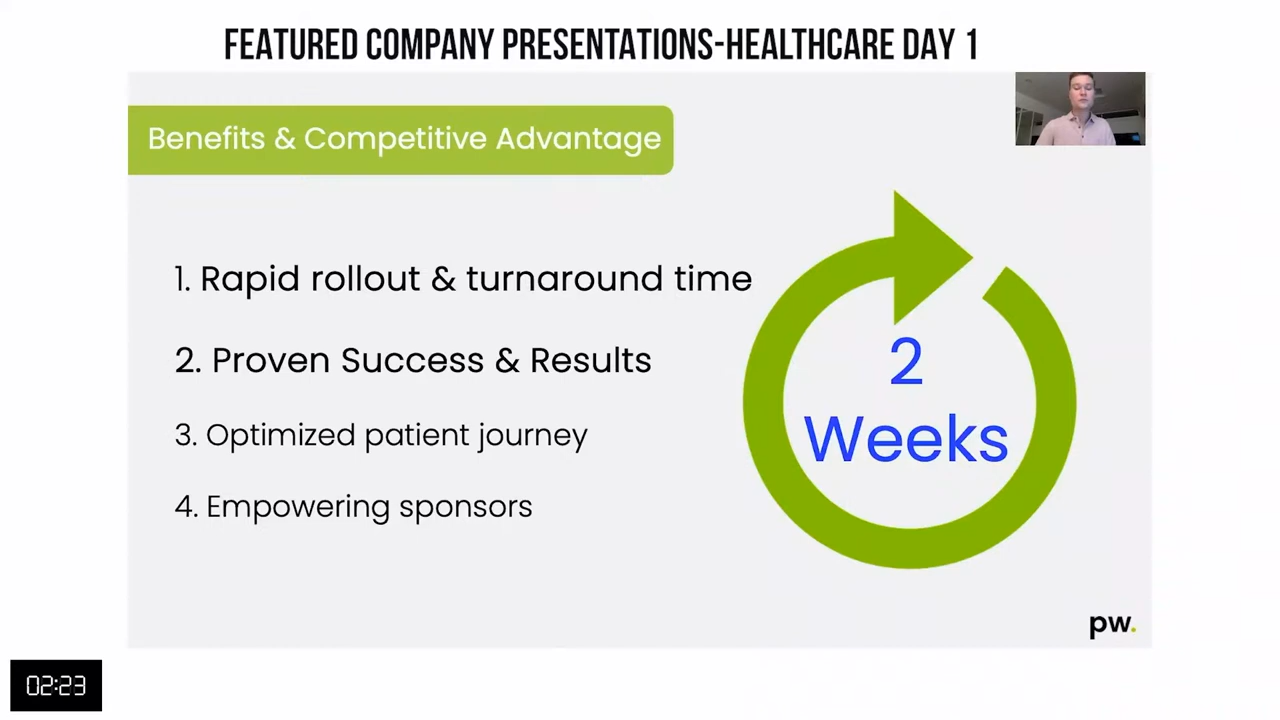 FEATURED COMPANY PRESENTATIONS-HEALTHCARE DAY 1
Benefits & Competitive Advantage
1. Rapid rollout & turnaround time
2. Proven Success & Results
3. Optimized patient journey
4. Empowering sponsors
2
Weeks
pw.
02:23